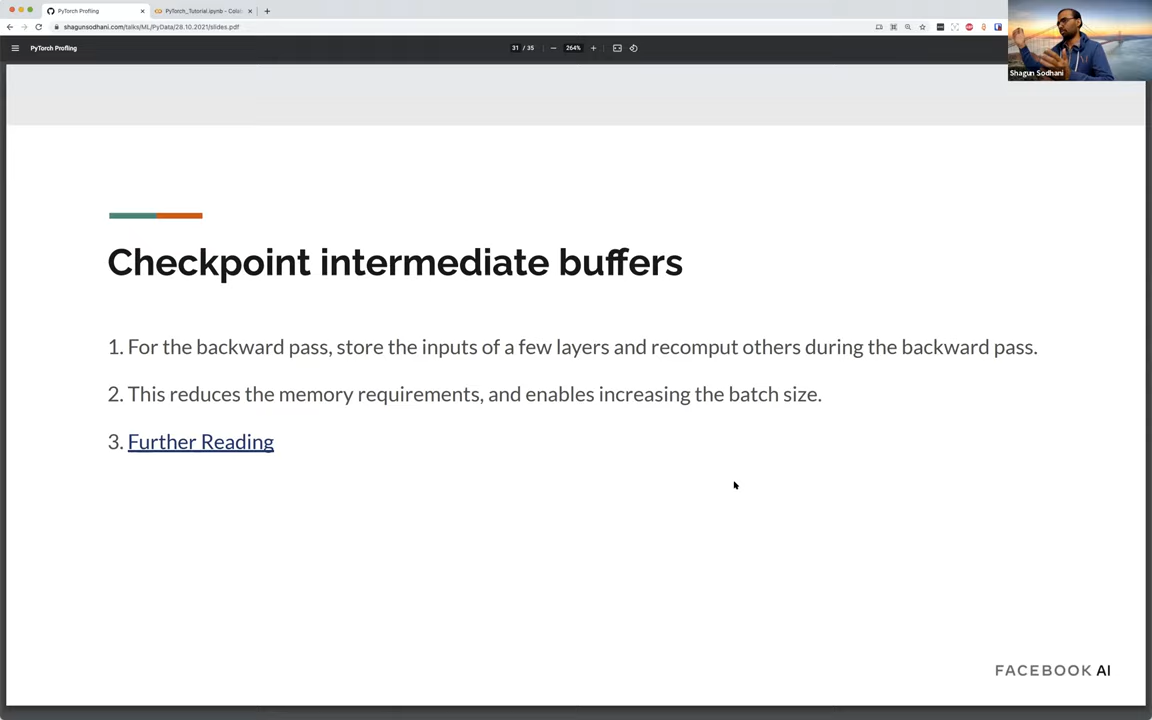 PyTorch Profling
PyTorch_Tutorial.ipynb - Colab
shagunsodhani.com/talks/ML/PyData/28.10.2021/slides.pdf
PyTorch Profling
31 / 35
264%
Shagun Sodhani
Checkpoint intermediate buffers
1. For the backward pass, store the inputs of a few layers and recomput others during the backward pass.
2. This reduces the memory requirements, and enables increasing the batch size.
3. Further Reading
FACEBOOK AI